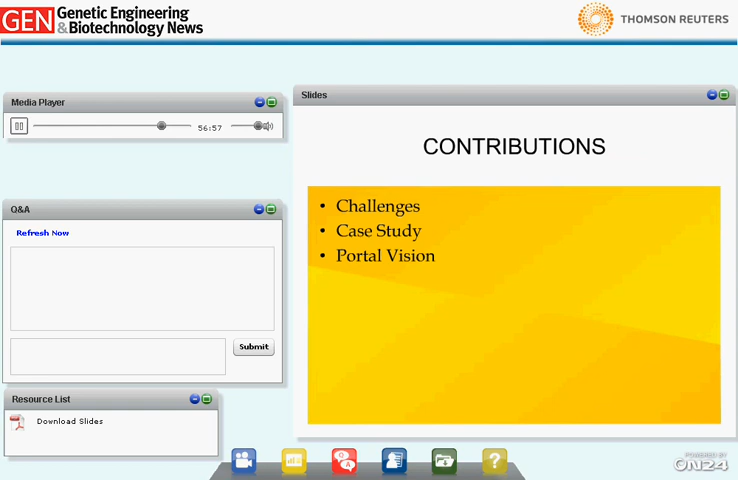 GEN Genetic Engineering
& Biotechnology News
THOMSON REUTERS
Media Player
56:57
Q&A
Refresh Now
Submit
Resource List
Download Slides
Slides
CONTRIBUTIONS
• Challenges
• Case Study
• Portal Vision
Q
A
?
POWERED BY
ON24